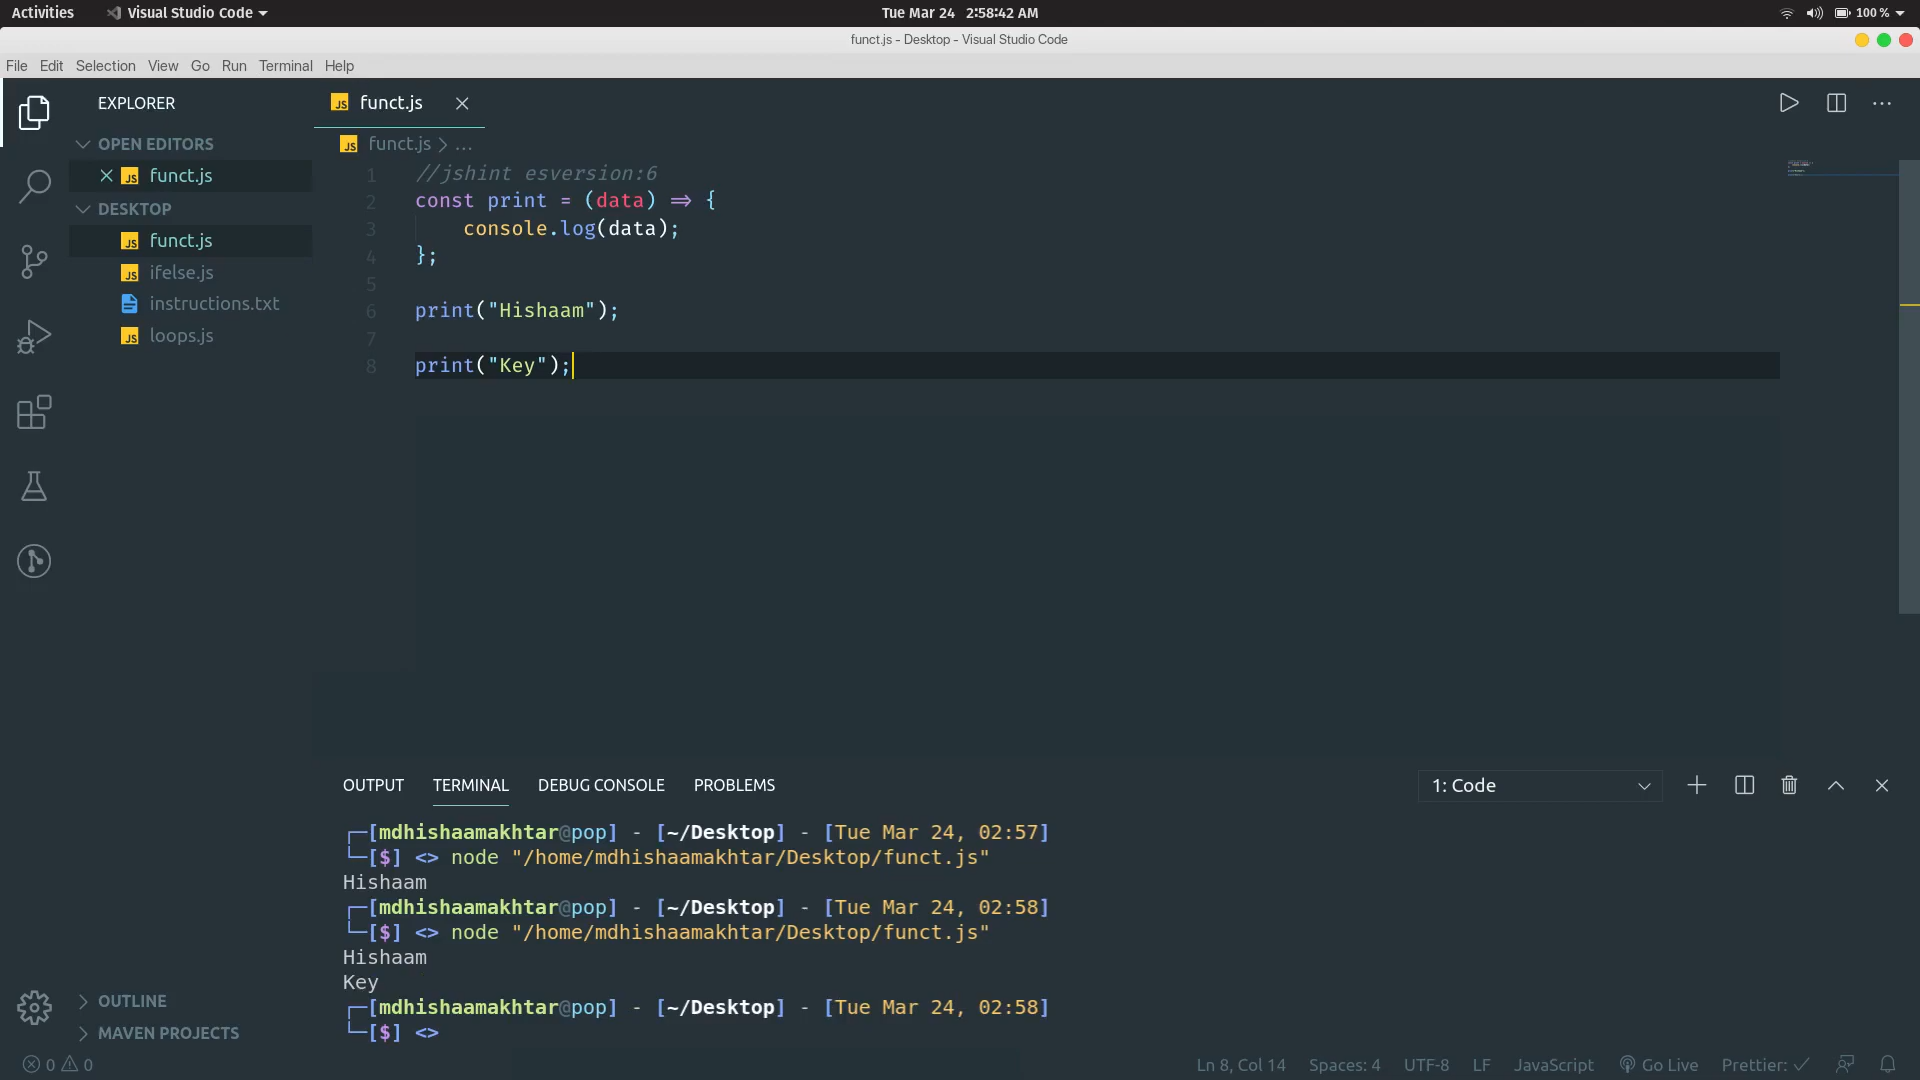 Activities Visual Studio Code Tue Mar 24 2:58:42 AM 100 %
funct.js - Desktop - Visual Studio Code
File Edit Selection View Go Run Terminal Help
EXPLORER
OPEN EDITORS
JS funct.js
DESKTOP
JS funct.js
JS ifelse.js
instructions.txt
JS loops.js
OUTLINE
MAVEN PROJECTS
JS funct.js
JS funct.js > ...
1 //jshint esversion:6
2 const print = (data) => {
3 console.log(data);
4 };
5
6 print("Hishaam");
7
8 print("Key");
OUTPUT TERMINAL DEBUG CONSOLE PROBLEMS 1: Code
┌─[mdhishaamakhtar@pop] - [~/Desktop] - [Tue Mar 24, 02:57]
└─[$] <> node "/home/mdhishaamakhtar/Desktop/funct.js"
Hishaam
┌─[mdhishaamakhtar@pop] - [~/Desktop] - [Tue Mar 24, 02:58]
└─[$] <> node "/home/mdhishaamakhtar/Desktop/funct.js"
Hishaam
Key
┌─[mdhishaamakhtar@pop] - [~/Desktop] - [Tue Mar 24, 02:58]
└─[$] <>
0 0 Ln 8, Col 14 Spaces: 4 UTF-8 LF JavaScript Go Live Prettier: ✓